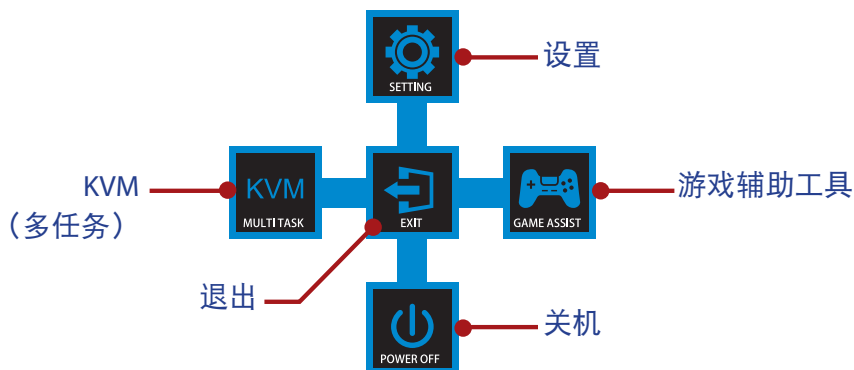 SETTING
设置
KVM
MULTI TASK
KVM
（多任务）
EXIT
退出
GAME ASSIST
游戏辅助工具
POWER OFF
关机